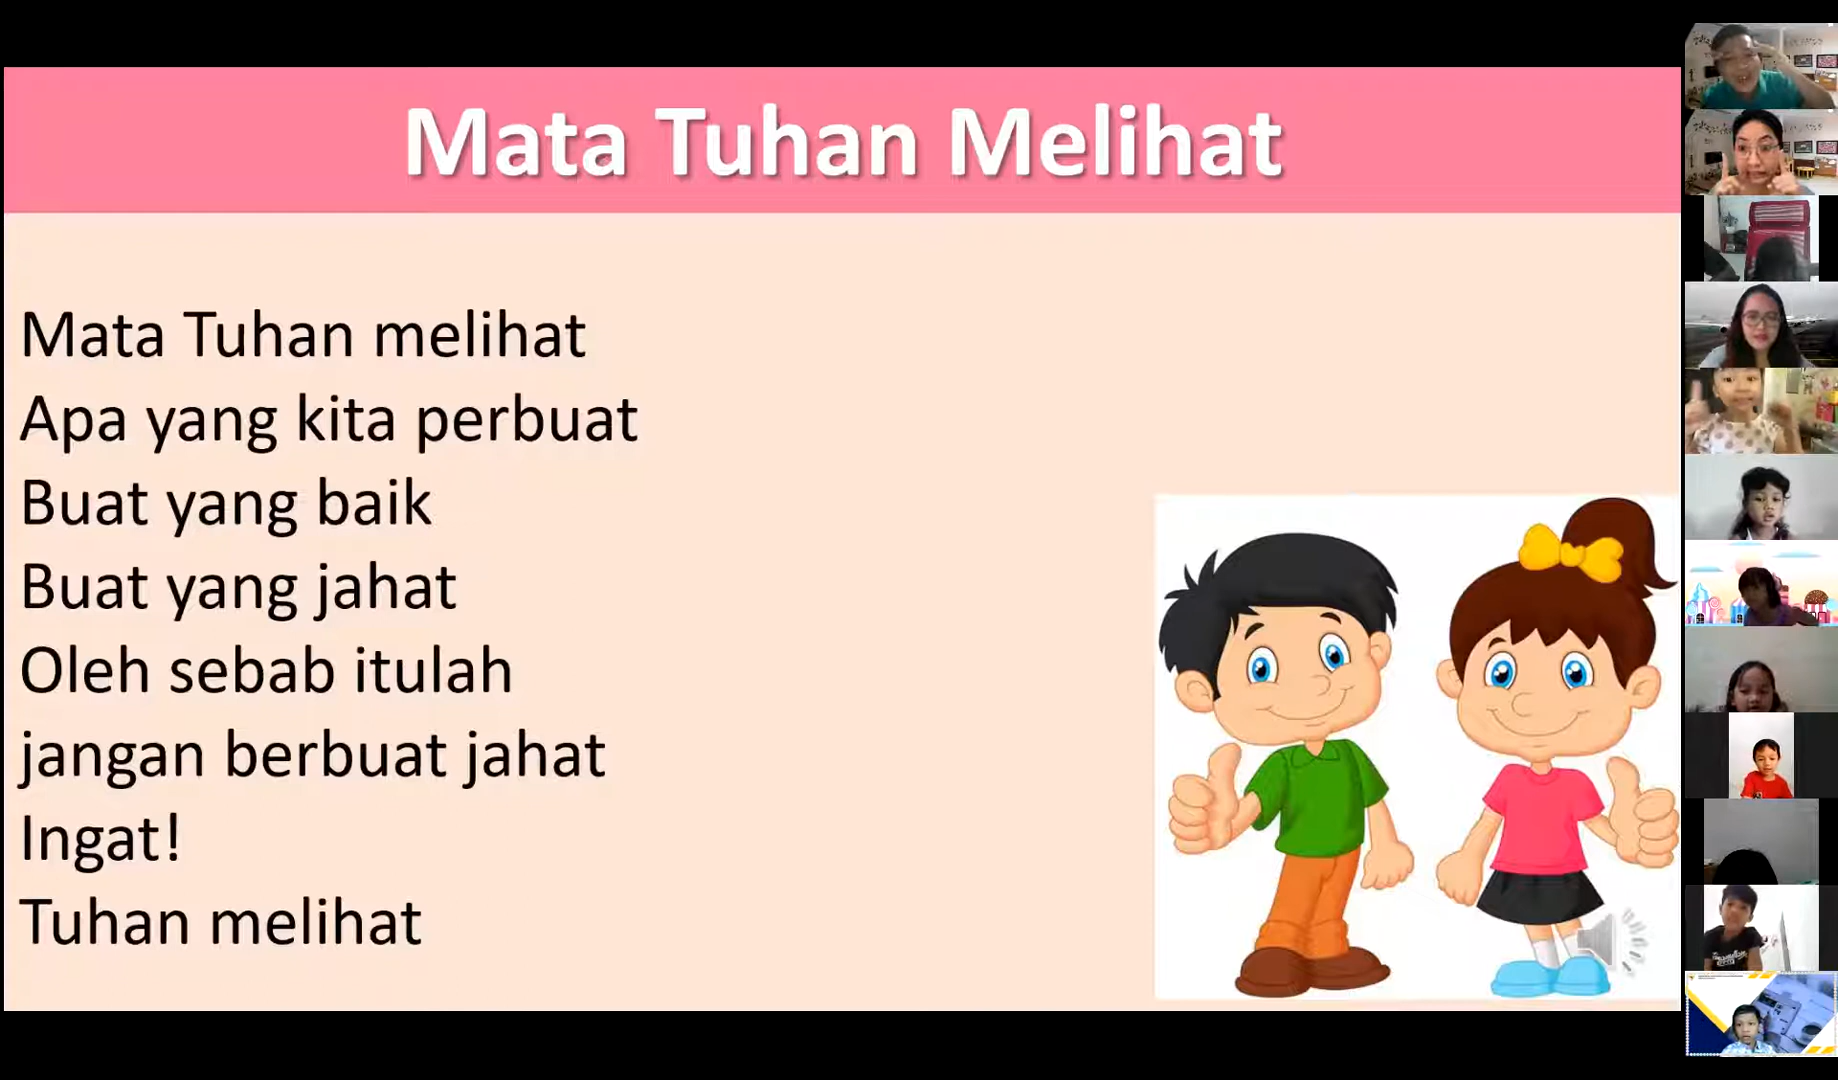 Mata Tuhan Melihat
Mata Tuhan melihat
Apa yang kita perbuat
Buat yang baik
Buat yang jahat
Oleh sebab itulah
jangan berbuat jahat
Ingat!
Tuhan melihat